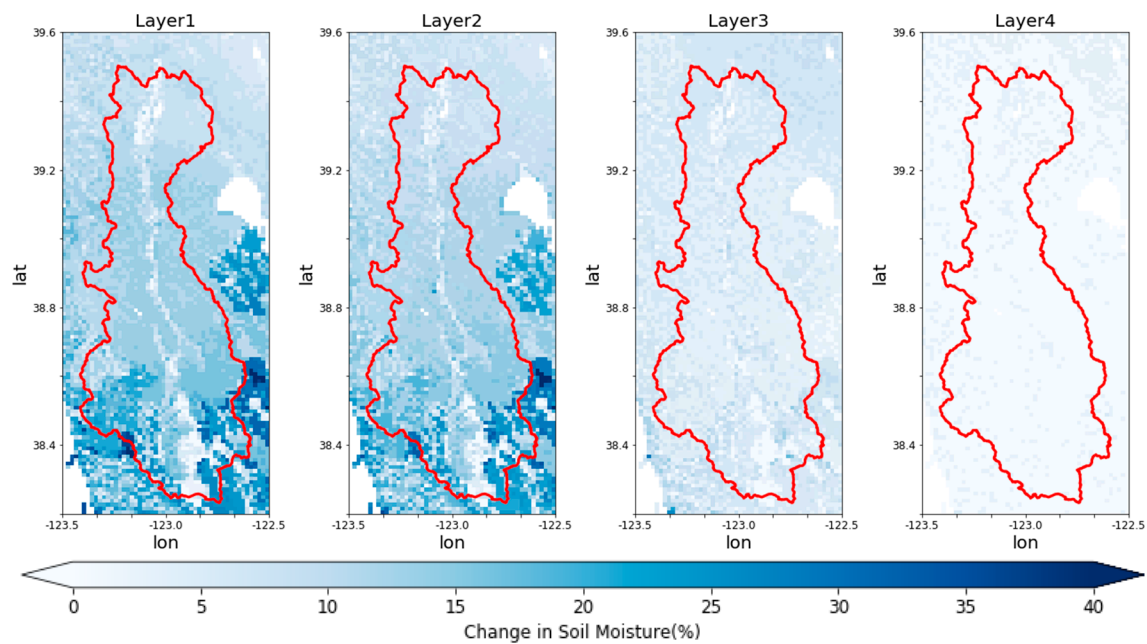 Layer1 Layer2 Layer3 Layer4
39.6 39.6 39.6 39.6
39.2 39.2 39.2 39.2
lat lat lat lat
38.8 38.8 38.8 38.8
38.4 38.4 38.4 38.4
-123.5 -123.0 -122.5 -123.5 -123.0 -122.5 -123.5 -123.0 -122.5 -123.5 -123.0 -122.5
lon lon lon lon
0 5 10 15 20 25 30 35 40
Change in Soil Moisture(%)